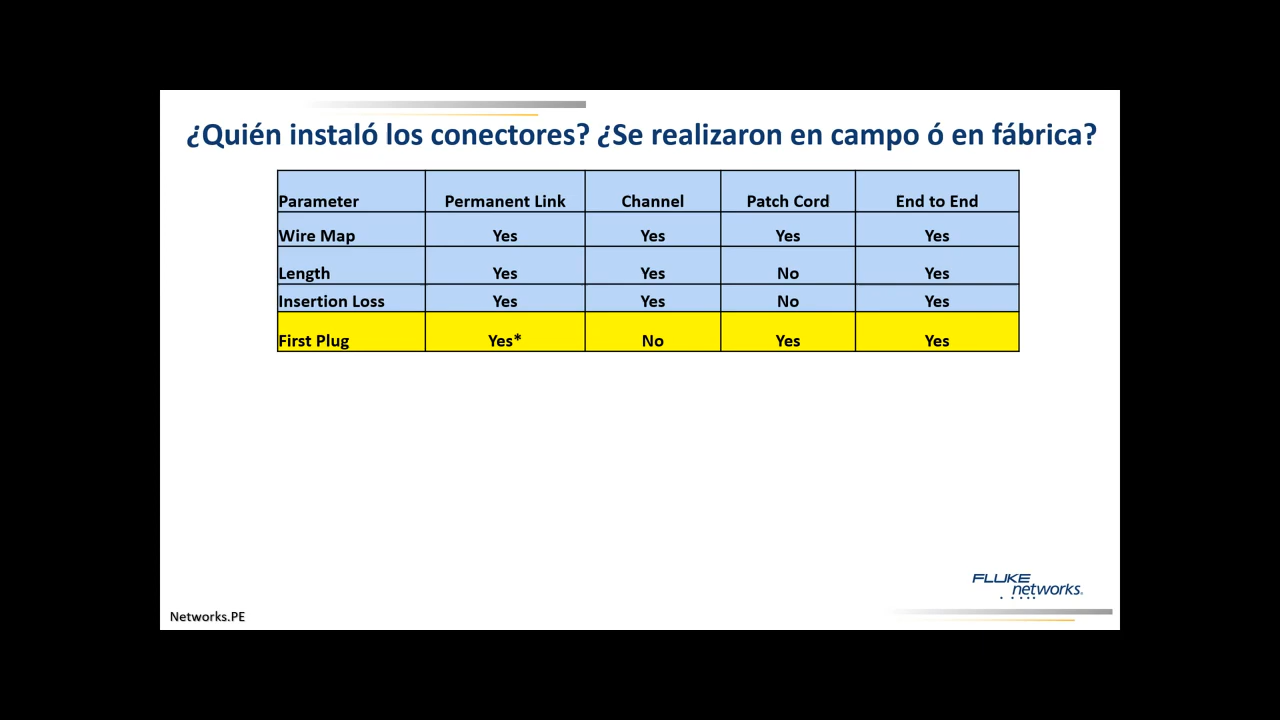 ¿Quién instaló los conectores? ¿Se realizaron en campo ó en fábrica?
Parameter Permanent Link Channel Patch Cord End to End
Wire Map Yes Yes Yes Yes
Length Yes Yes No Yes
Insertion Loss Yes Yes No Yes
First Plug Yes* No Yes Yes
FLUKE
networks.
Networks.PE